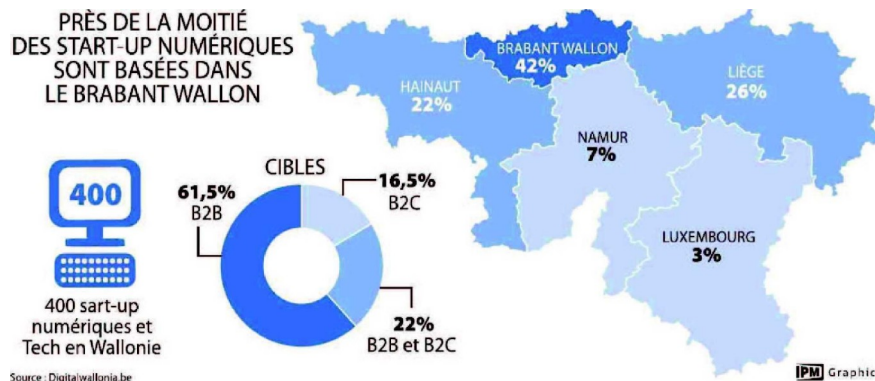 PRÈS DE LA MOITIÉ
DES START-UP NUMÉRIQUES
SONT BASÉES DANS
LE BRABANT WALLON
BRABANT WALLON
42%
HAINAUT
22%
LIÈGE
26%
NAMUR
7%
LUXEMBOURG
3%
400
400 sart-up
numériques et
Tech en Wallonie
CIBLES
61,5%
B2B
16,5%
B2C
22%
B2B et B2C
Source : Digitalwallonia.be
IPM Graphic